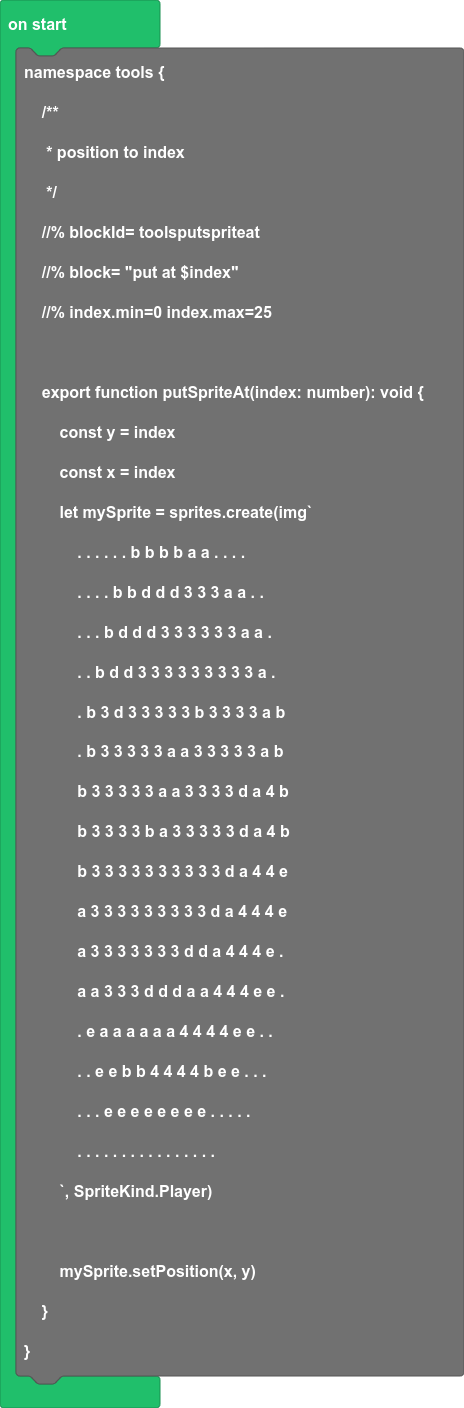 on start
namespace tools {
/**
* position to index
*/
//% blockId= toolsputspriteat
//% block= "put at $index"
//% index.min=0 index.max=25
export function putSpriteAt(index: number): void {
const y = index
const x = index
let mySprite = sprites.create(img`
. . . . . . b b b b a a . . . .
. . . . b b d d d 3 3 3 a a . .
. . . b d d d 3 3 3 3 3 3 a a .
. . b d d 3 3 3 3 3 3 3 3 3 a .
. b 3 d 3 3 3 3 3 b 3 3 3 3 a b
. b 3 3 3 3 3 a a 3 3 3 3 3 a b
b 3 3 3 3 3 a a 3 3 3 3 d a 4 b
b 3 3 3 3 b a 3 3 3 3 3 d a 4 b
b 3 3 3 3 3 3 3 3 3 3 d a 4 4 e
a 3 3 3 3 3 3 3 3 3 d a 4 4 4 e
a 3 3 3 3 3 3 3 d d a 4 4 4 e .
a a 3 3 3 d d d a a 4 4 4 e e .
. e a a a a a a 4 4 4 4 e e . .
. . e e b b 4 4 4 4 b e e . . .
. . . e e e e e e e e . . . . .
. . . . . . . . . . . . . . . .
`, SpriteKind.Player)
mySprite.setPosition(x, y)
}
}